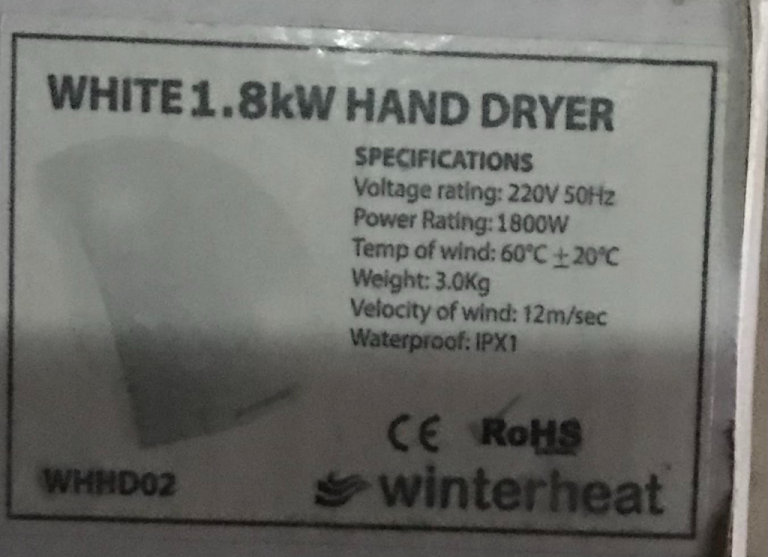 WHITE 1.8kW HAND DRYER
SPECIFICATIONS
Voltage rating: 220V 50Hz
Power Rating: 1800W
Temp of wind: 60°C ±20°C
Weight: 3.0Kg
Velocity of wind: 12m/sec
Waterproof: IPX1
CE RoHS
WHHD02
winterheat